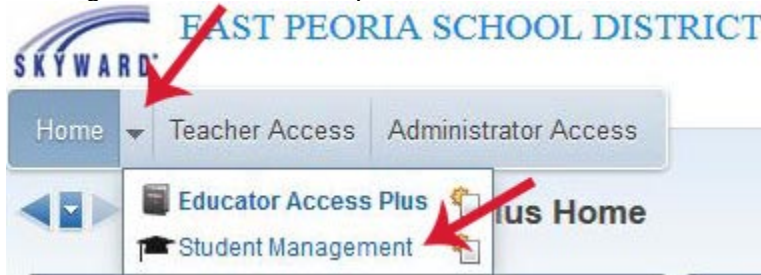 EAST PEORIA SCHOOL DISTRICT
SKYWARD
Home Teacher Access Administrator Access
Educator Access Plus
lus Home
Student Management